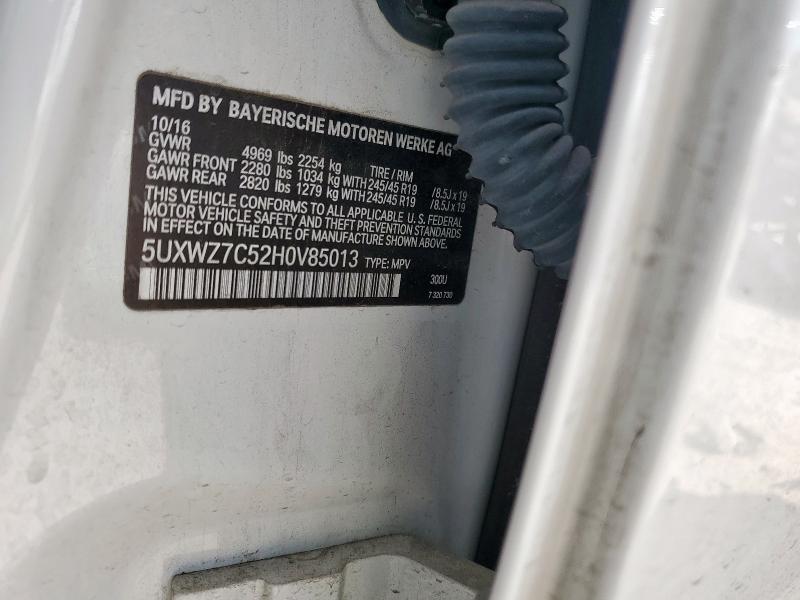 MFD BY BAYERISCHE MOTOREN WERKE AG
10/16
GVWR 4969 lbs 2254 kg TIRE / RIM
GAWR FRONT 2280 lbs 1034 kg WITH 245/45 R19 /8.5J x 19
GAWR REAR 2820 lbs 1279 kg WITH 245/45 R19 /8.5J x 19
THIS VEHICLE CONFORMS TO ALL APPLICABLE U.S. FEDERAL
MOTOR VEHICLE SAFETY STANDARDS
IN EFFECT ON THE DATE OF MANUFACTURE SHOWN ABOVE.
5UXWZ7C52H0V85013 TYPE: MPV
300U
7 320 730